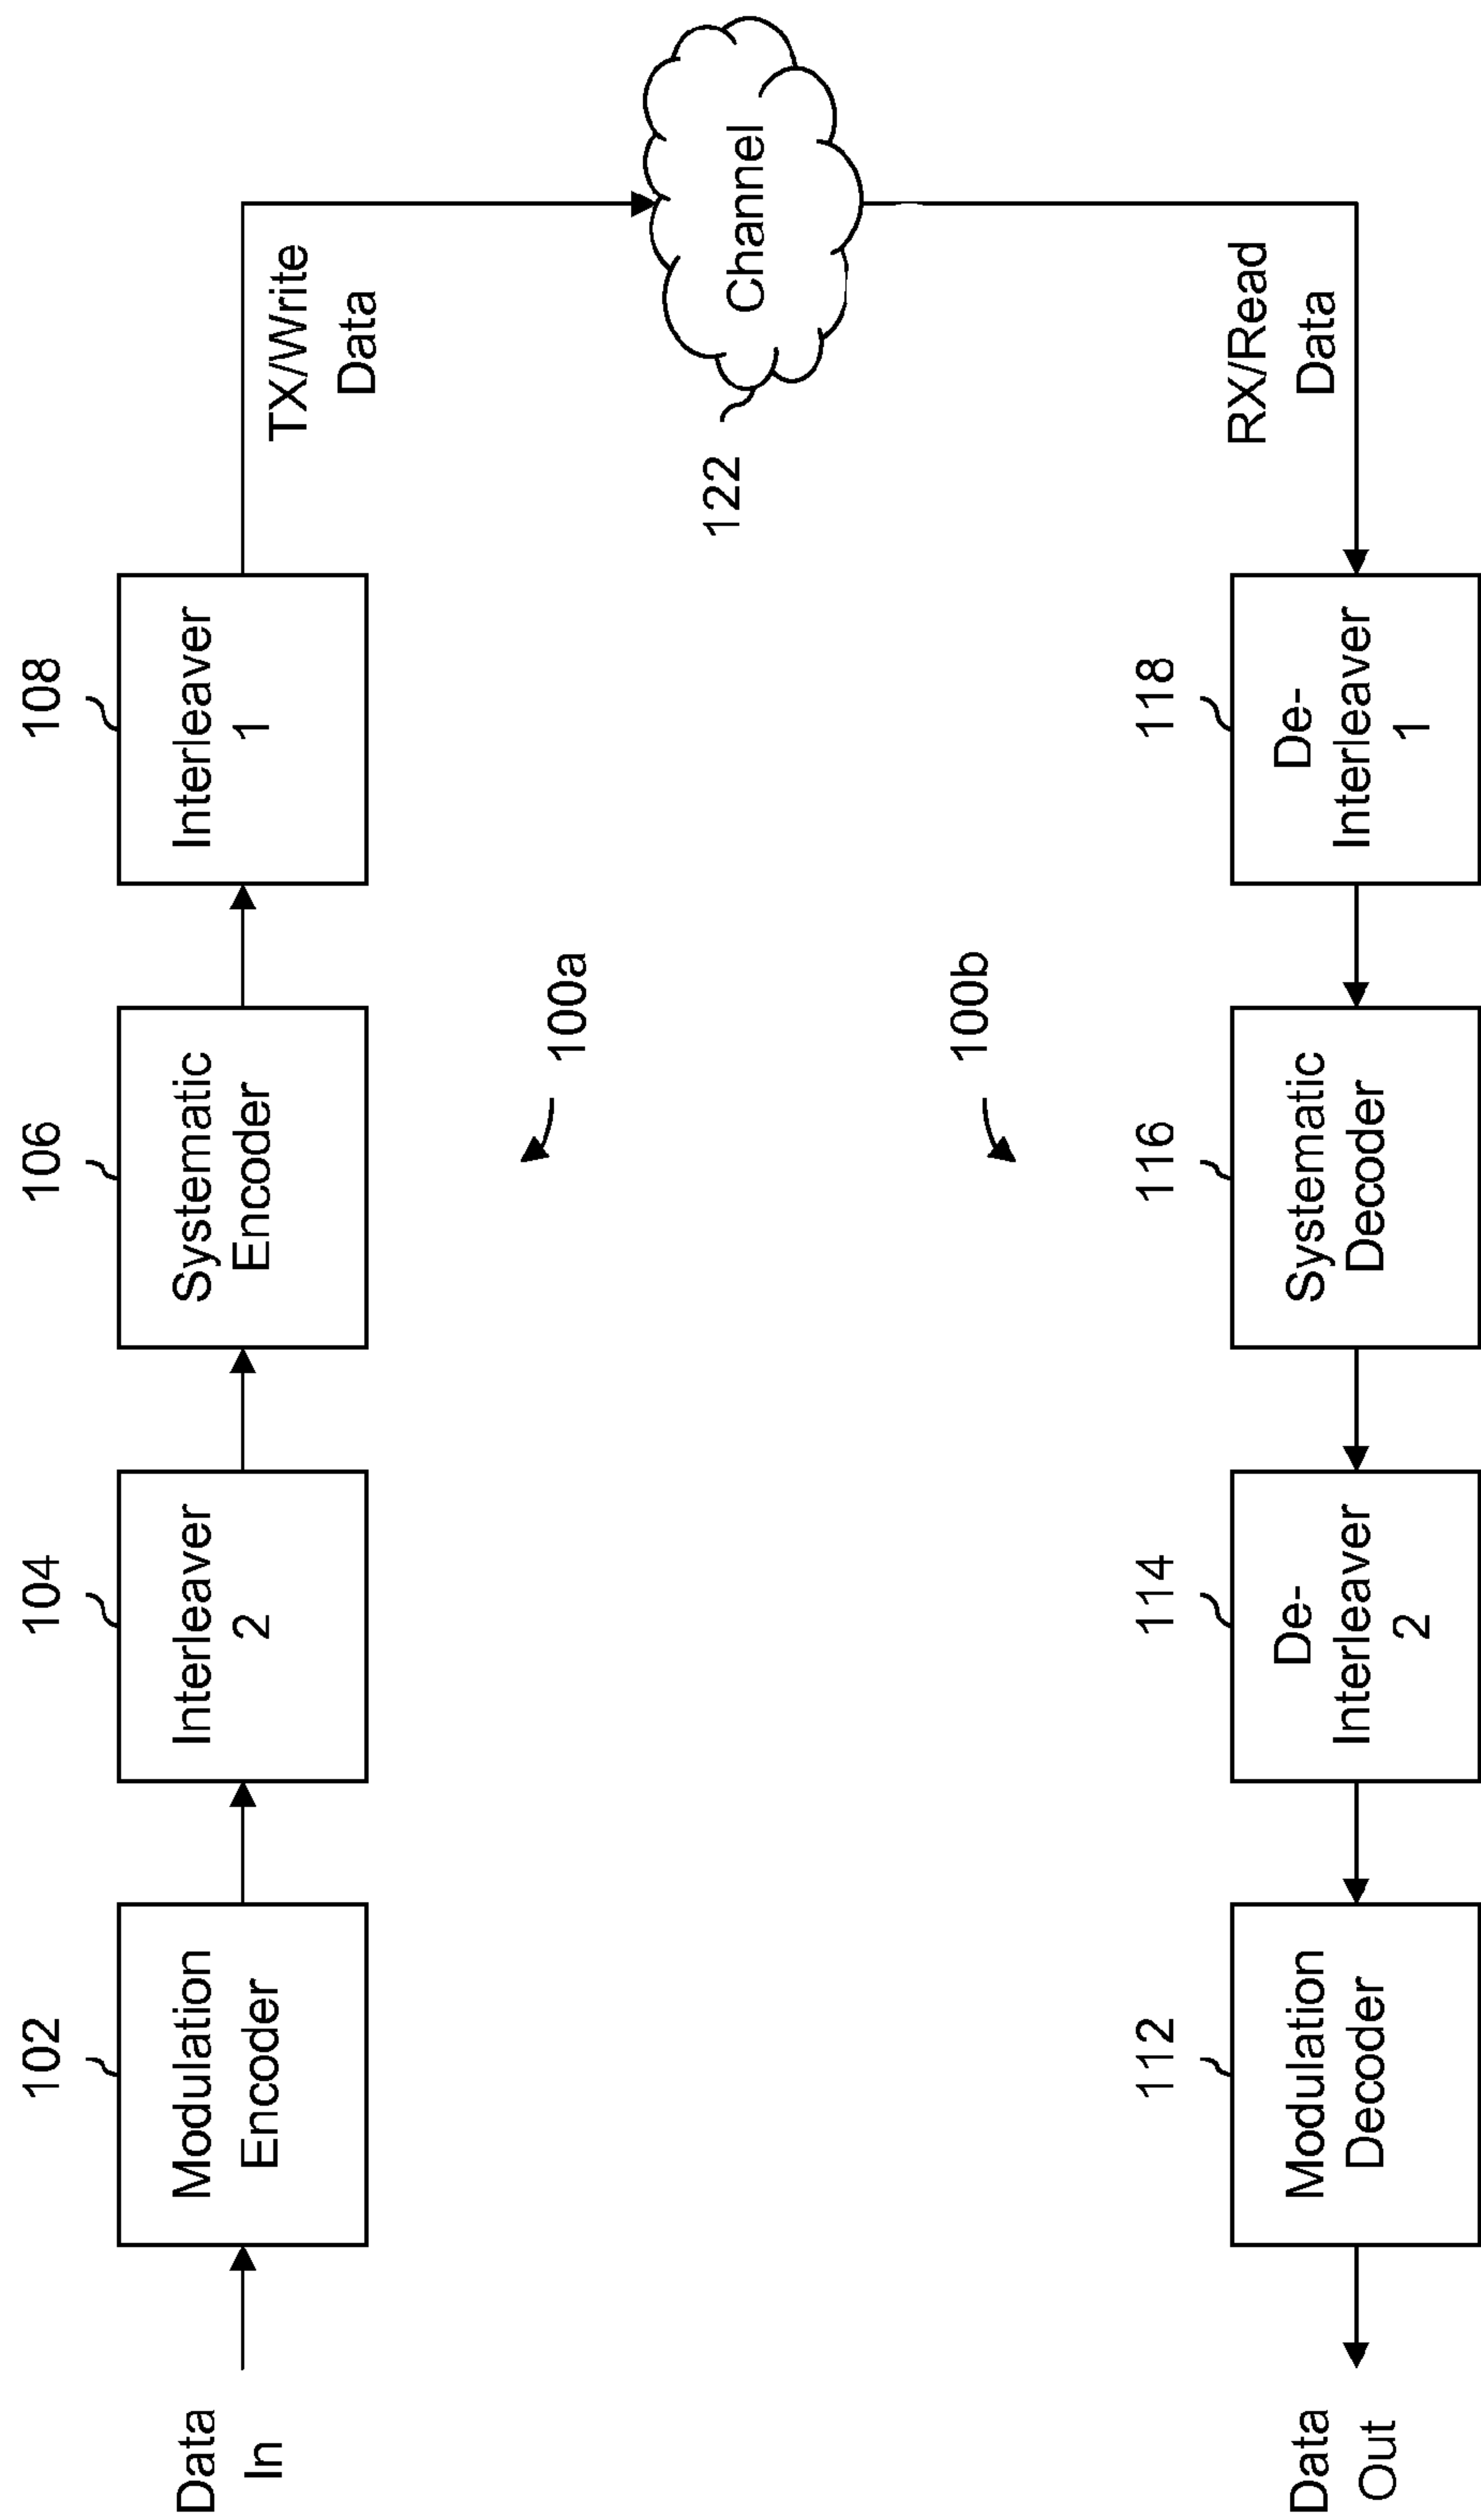 102
104
106
108
Data
In
Modulation
Encoder
Interleaver
2
Systematic
Encoder
Interleaver
1
TX/Write
Data
100a
122
Channel
100b
112
114
116
118
Data
Out
Modulation
Decoder
De-
Interleaver
2
Systematic
Decoder
De-
Interleaver
1
RX/Read
Data